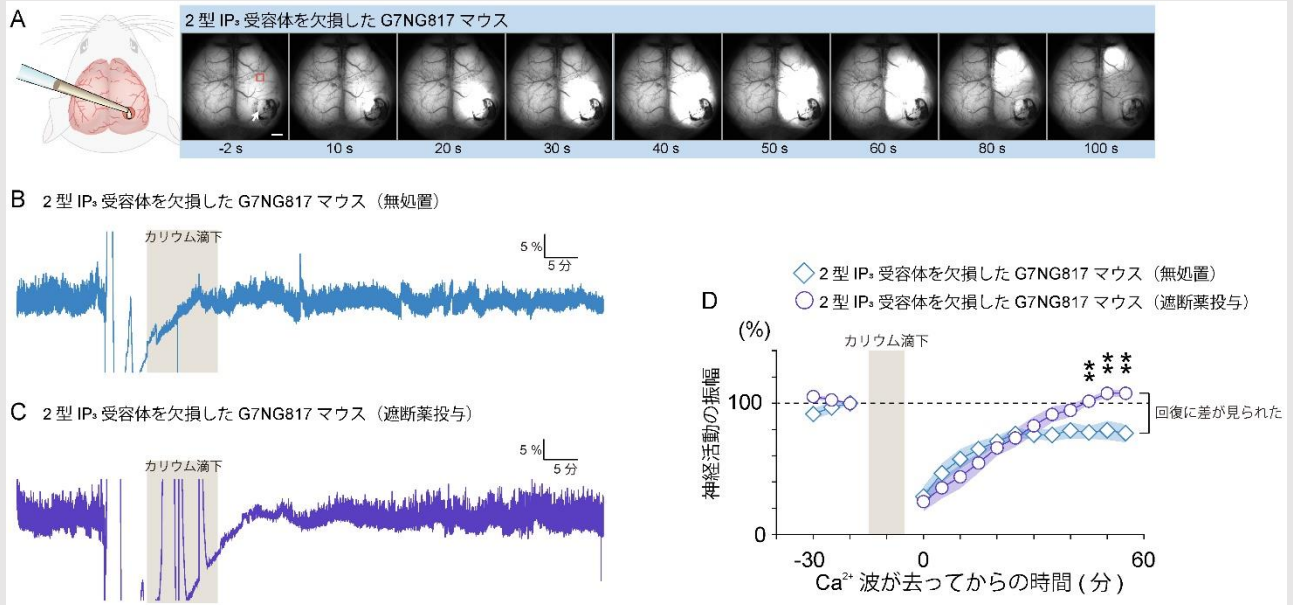 A
2 型 IP₃ 受容体を欠損した G7NG817 マウス
-2 s 10 s 20 s 30 s 40 s 50 s 60 s 80 s 100 s
B 2 型 IP₃ 受容体を欠損した G7NG817 マウス（無処置）
カリウム滴下
5 %
5 分
C 2 型 IP₃ 受容体を欠損した G7NG817 マウス（遮断薬投与）
カリウム滴下
5 %
5 分
2 型 IP₃ 受容体を欠損した G7NG817 マウス（無処置）
2 型 IP₃ 受容体を欠損した G7NG817 マウス（遮断薬投与）
D
(%)
カリウム滴下
** ** **
神経活動の振幅
100
回復に差が見られた
0
-30 0 60
Ca²⁺ 波が去ってからの時間 ( 分 )